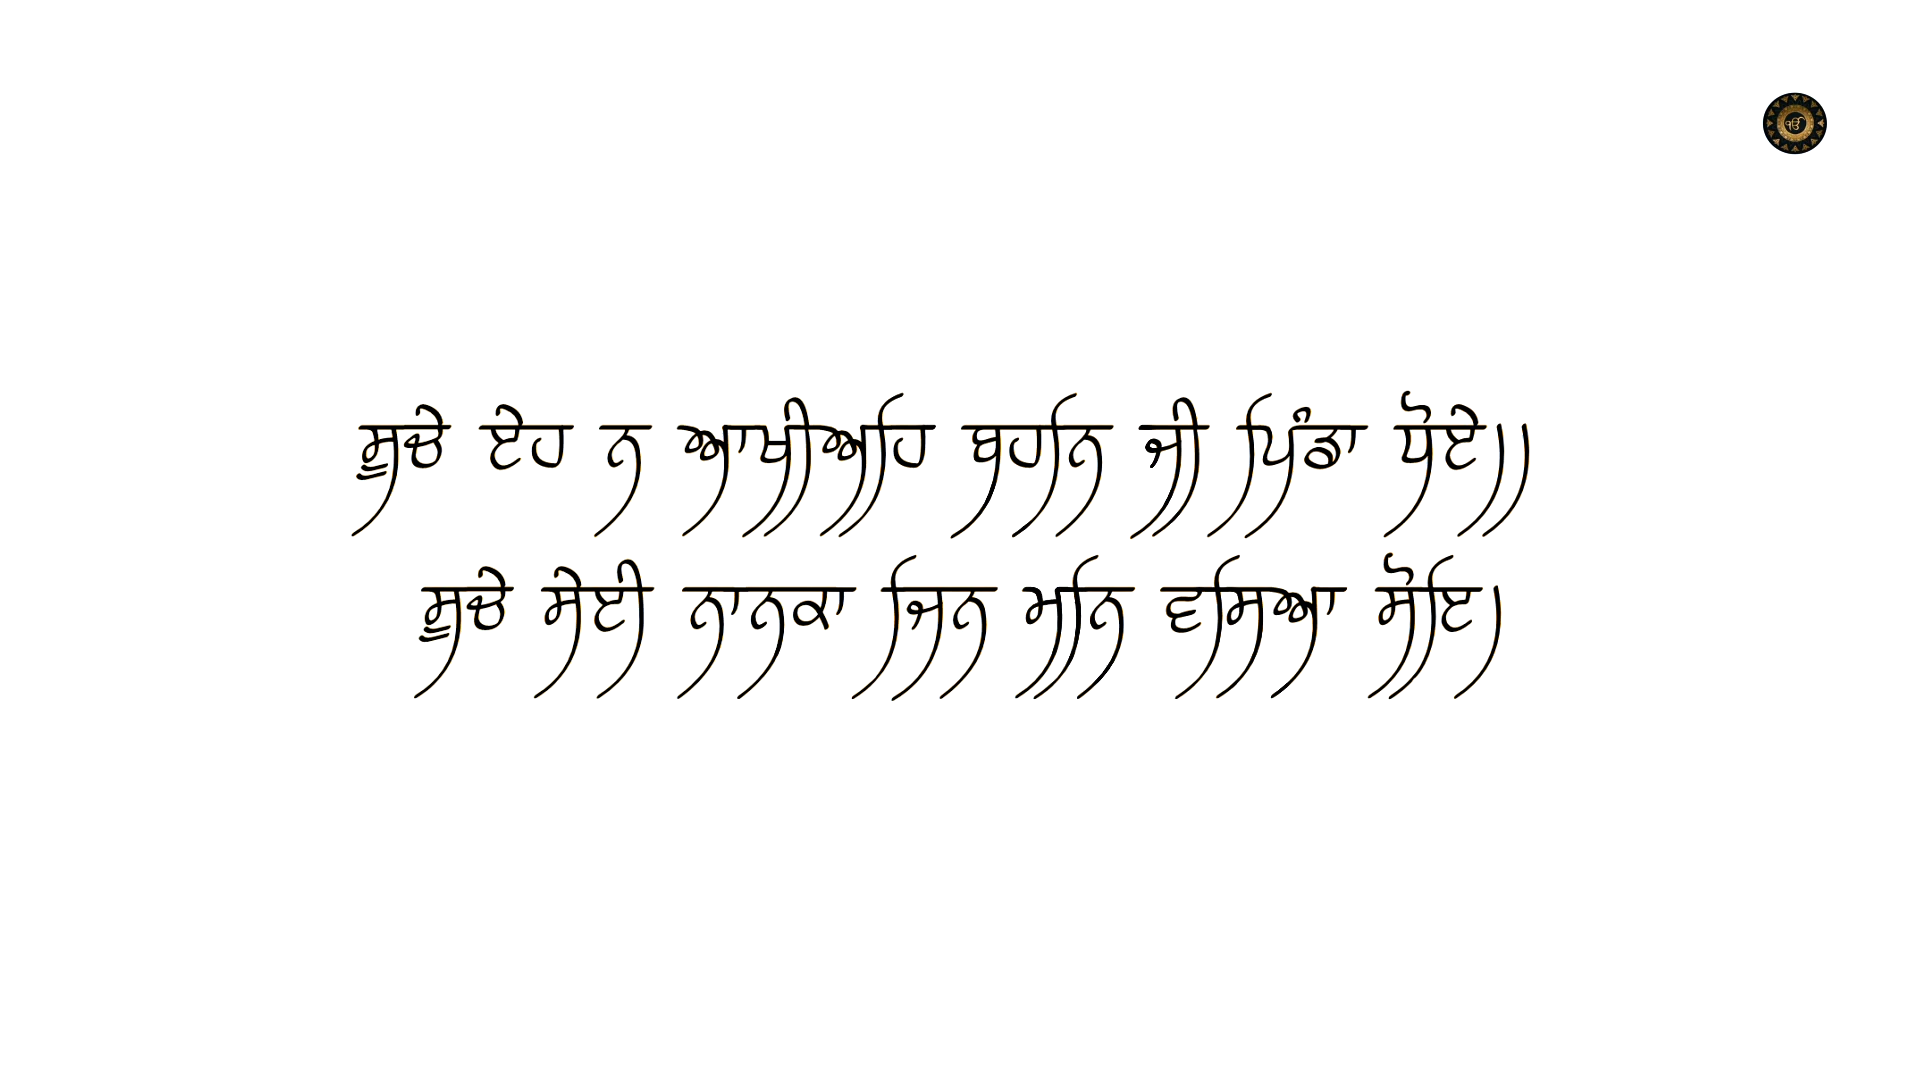 ਸੂਚੇ ਏਹ ਨ ਆਖੀਅਹਿ ਬਹਨਿ ਜੀ ਪਿੰਡਾ ਧੋਏ॥
ਸੂਚੇ ਸੇਈ ਨਾਨਕਾ ਜਿਨ ਮਨਿ ਵਸਿਆ ਸੋਇ।
ੴ